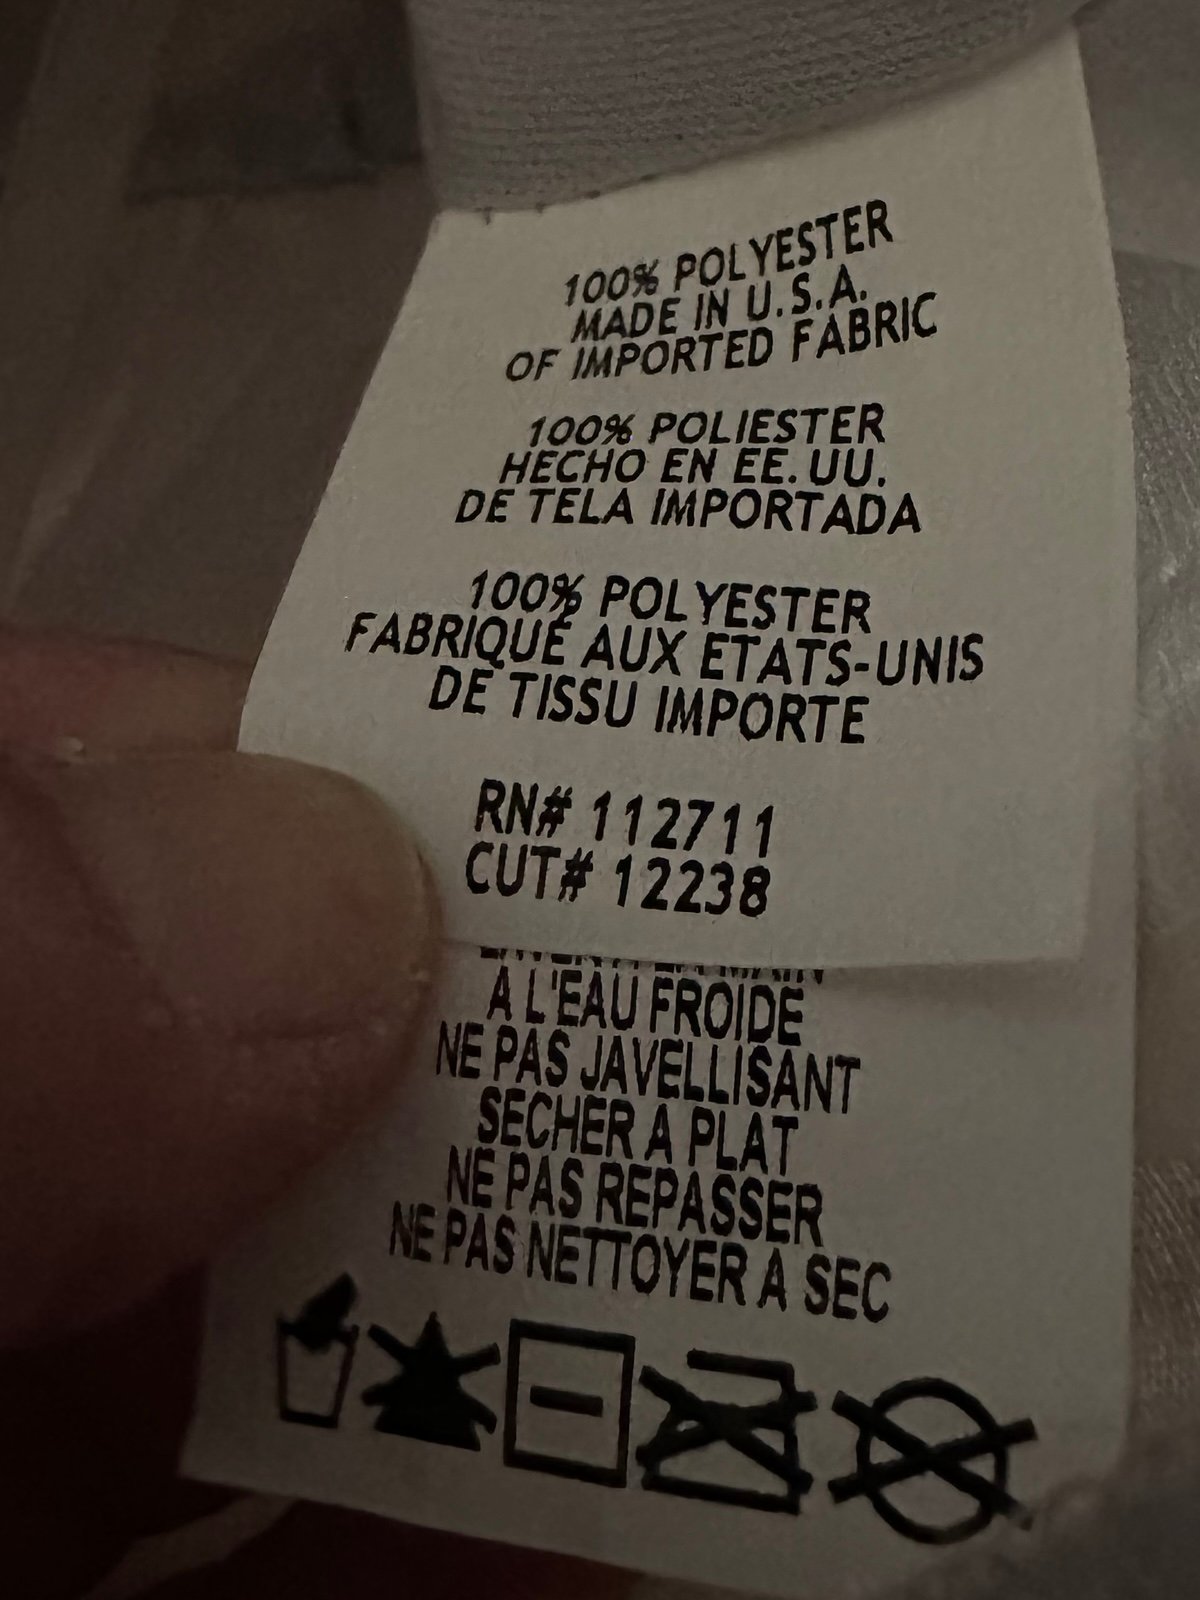 100% POLYESTER
MADE IN U.S.A.
OF IMPORTED FABRIC
100% POLIESTER
HECHO EN EE.UU.
DE TELA IMPORTADA
100% POLYESTER
FABRIQUÉ AUX ETATS-UNIS
DE TISSU IMPORTE
RN# 112711
CUT# 12238
A L'EAU FROIDE
NE PAS JAVELLISANT
SECHER A PLAT
NE PAS REPASSER
NE PAS NETTOYER A SEC